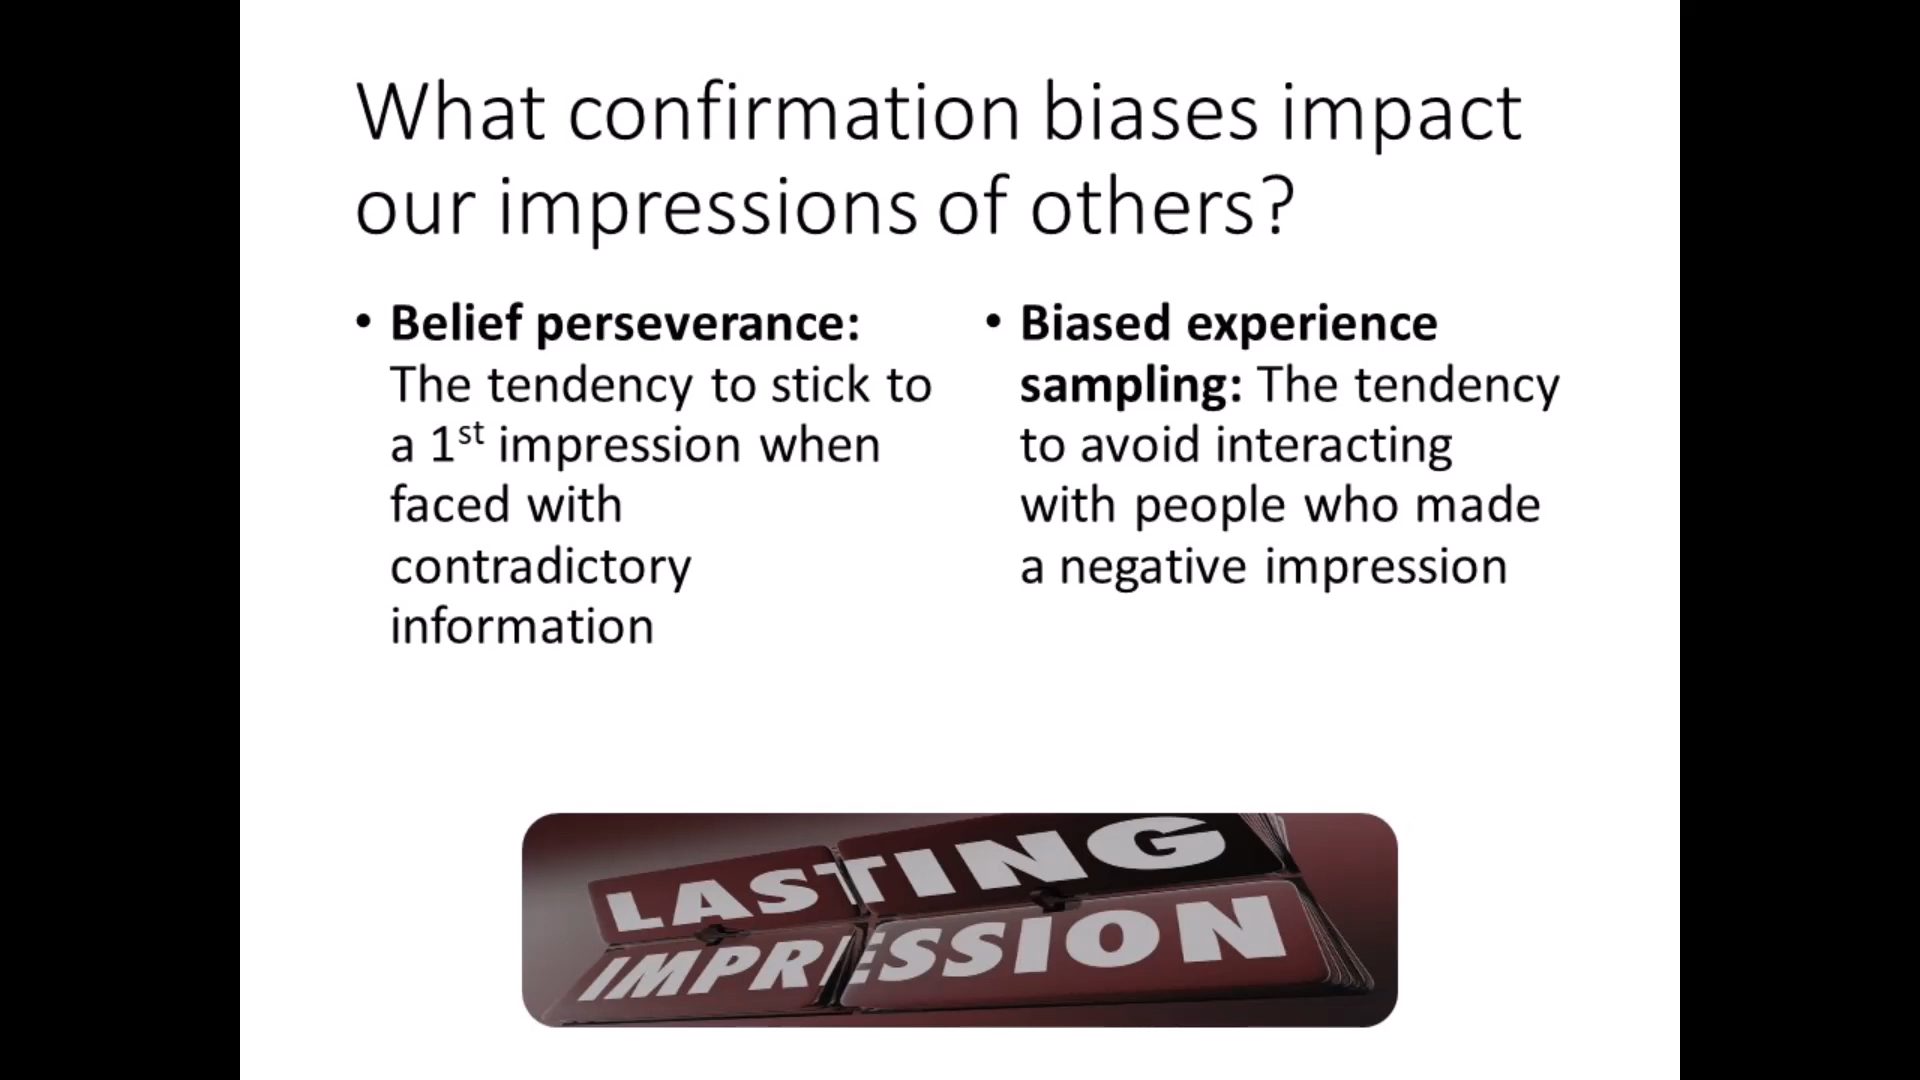 What confirmation biases impact
our impressions of others?
• Belief perseverance:
The tendency to stick to
a 1st impression when
faced with
contradictory
information
• Biased experience
sampling: The tendency
to avoid interacting
with people who made
a negative impression
LASTING
IMPRESSION